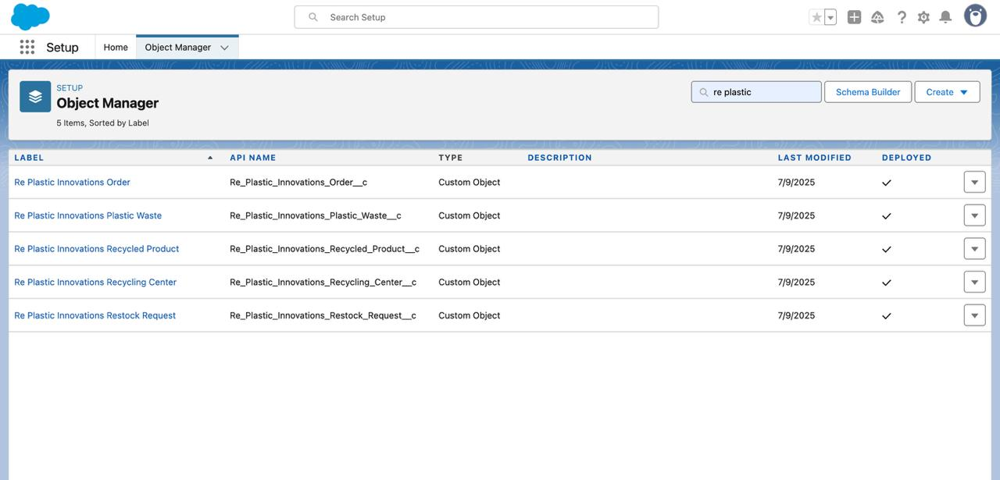 Search Setup
Setup
Home
Object Manager
SETUP
Object Manager
5 Items, Sorted by Label
re plastic
Schema Builder
Create
LABEL API NAME TYPE DESCRIPTION LAST MODIFIED DEPLOYED
Re Plastic Innovations Order Re_Plastic_Innovations_Order__c Custom Object 7/9/2025
Re Plastic Innovations Plastic Waste Re_Plastic_Innovations_Plastic_Waste__c Custom Object 7/9/2025
Re Plastic Innovations Recycled Product Re_Plastic_Innovations_Recycled_Product__c Custom Object 7/9/2025
Re Plastic Innovations Recycling Center Re_Plastic_Innovations_Recycling_Center__c Custom Object 7/9/2025
Re Plastic Innovations Restock Request Re_Plastic_Innovations_Restock_Request__c Custom Object 7/9/2025